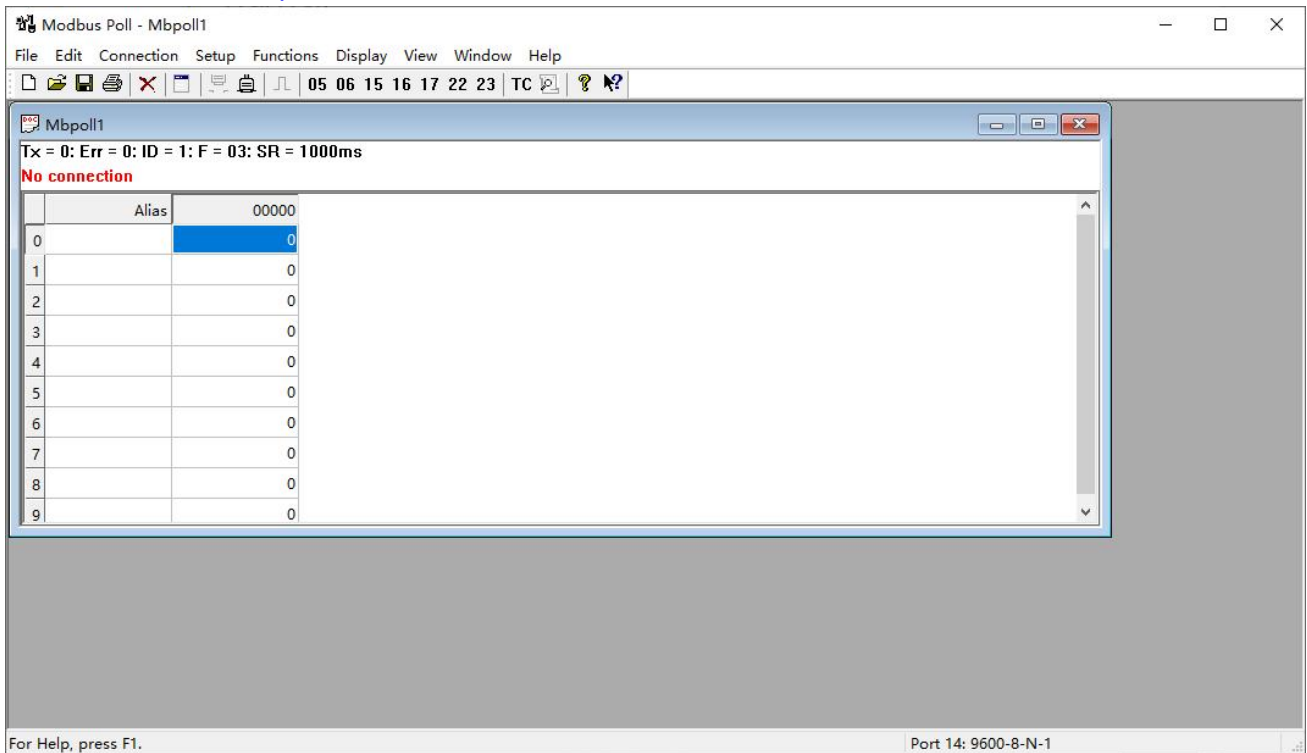 Modbus Poll - Mbpoll1
File Edit Connection Setup Functions Display View Window Help
05 06 15 16 17 22 23 TC
Mbpoll1
Tx = 0: Err = 0: ID = 1: F = 03: SR = 1000ms
No connection
Alias 00000
0 0
1 0
2 0
3 0
4 0
5 0
6 0
7 0
8 0
9 0
For Help, press F1. Port 14: 9600-8-N-1